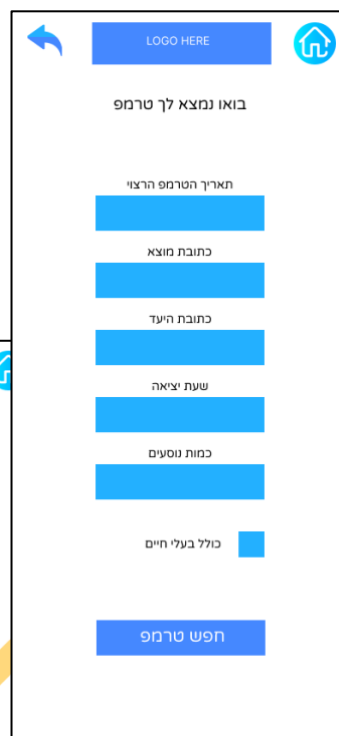 LOGO HERE
בואו נמצא לך טרמפ
תאריך הטרמפ הרצוי
כתובת מוצא
כתובת היעד
שעת יציאה
כמות נוסעים
כולל בעלי חיים
חפש טרמפ